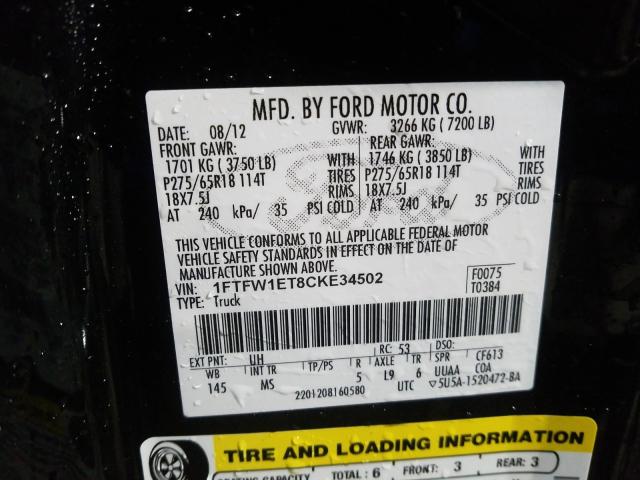 MFD. BY FORD MOTOR CO.
DATE: 08/12 GVWR: 3266 KG ( 7200 LB)
FRONT GAWR: REAR GAWR:
1701 KG ( 3750 LB) WITH 1746 KG ( 3850 LB) WITH
P275/65R18 114T TIRES P275/65R18 114T TIRES
18X7.5J RIMS 18X7.5J RIMS
AT 240 kPa/ 35 PSI COLD AT 240 kPa/ 35 PSI COLD
Ford
THIS VEHICLE CONFORMS TO ALL APPLICABLE FEDERAL MOTOR
VEHICLE SAFETY STANDARDS IN EFFECT ON THE DATE OF
MANUFACTURE SHOWN ABOVE.
VIN: 1FTFW1ET8CKE34502 F0075
TYPE: Truck T0384
EXT PNT: UH RC: 53 DSO:
WB INT TR TP/PS R AXLE TR SPR CF613
145 MS 5 L9 6 UUAA COA
2201208160580 UTC ▽5U5A-1520472-BA
TIRE AND LOADING INFORMATION
SEATING CAPACITY TOTAL : 6 FRONT: 3 REAR: 3